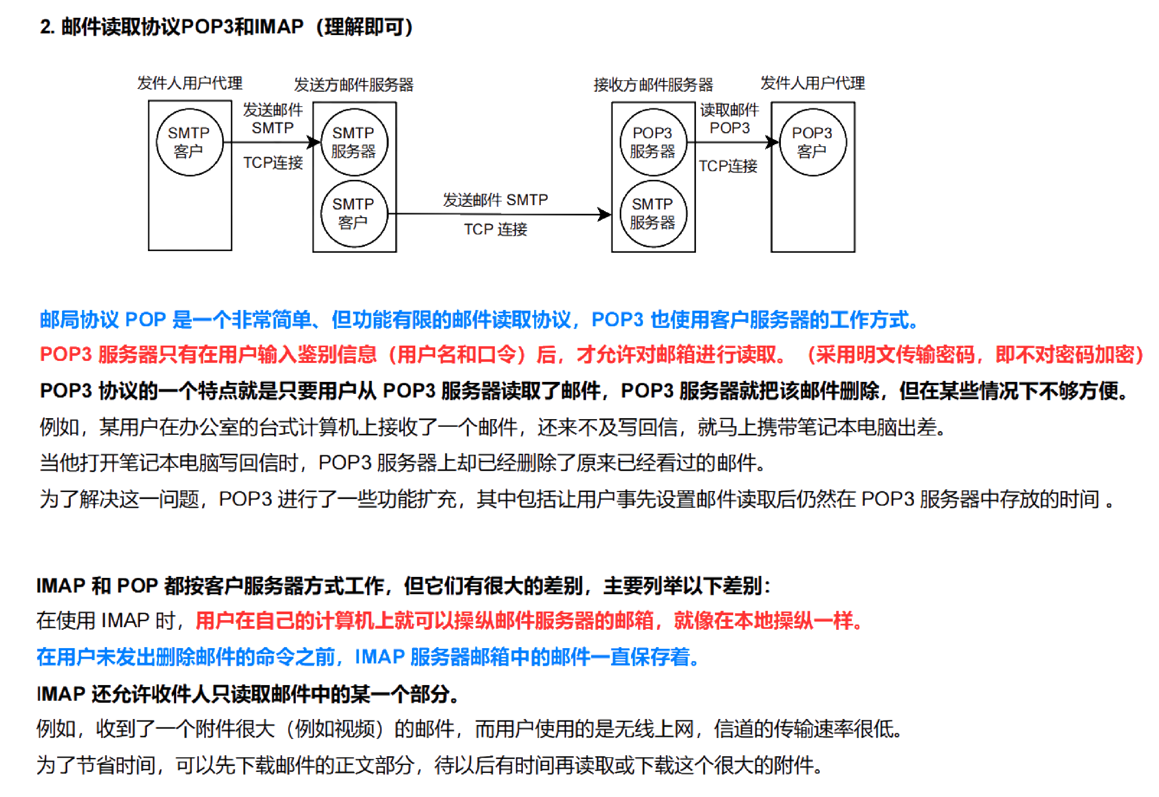 2. 邮件读取协议POP3和IMAP（理解即可）
发件人用户代理
发送方邮件服务器
接收方邮件服务器
发件人用户代理
SMTP
客户
发送邮件
SMTP
TCP连接
SMTP
服务器
SMTP
客户
发送邮件 SMTP
TCP 连接
POP3
服务器
SMTP
服务器
读取邮件
POP3
TCP连接
POP3
客户
邮局协议 POP 是一个非常简单、但功能有限的邮件读取协议，POP3 也使用客户服务器的工作方式。
POP3 服务器只有在用户输入鉴别信息（用户名和口令）后，才允许对邮箱进行读取。（采用明文传输密码，即不对密码加密）
POP3 协议的一个特点就是只要用户从 POP3 服务器读取了邮件，POP3 服务器就把该邮件删除，但在某些情况下不够方便。
例如，某用户在办公室的台式计算机上接收了一个邮件，还来不及写回信，就马上携带笔记本电脑出差。
当他打开笔记本电脑写回信时，POP3 服务器上却已经删除了原来已经看过的邮件。
为了解决这一问题，POP3 进行了一些功能扩充，其中包括让用户事先设置邮件读取后仍然在 POP3 服务器中存放的时间 。
IMAP 和 POP 都按客户服务器方式工作，但它们有很大的差别，主要列举以下差别：
在使用 IMAP 时，用户在自己的计算机上就可以操纵邮件服务器的邮箱，就像在本地操纵一样。
在用户未发出删除邮件的命令之前，IMAP 服务器邮箱中的邮件一直保存着。
IMAP 还允许收件人只读取邮件中的某一个部分。
例如，收到了一个附件很大（例如视频）的邮件，而用户使用的是无线上网，信道的传输速率很低。
为了节省时间，可以先下载邮件的正文部分，待以后有时间再读取或下载这个很大的附件。